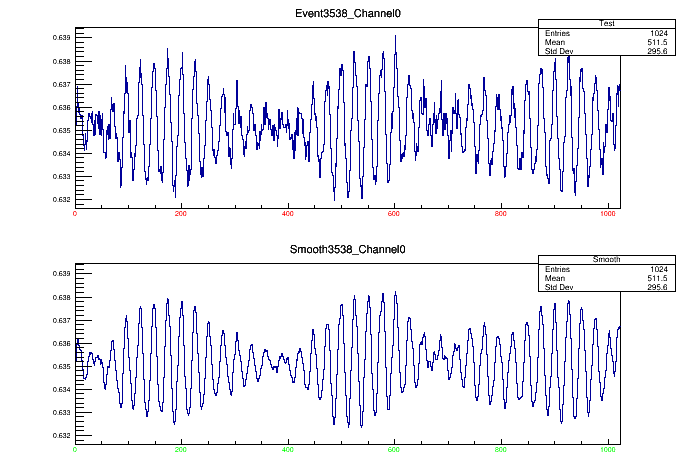 Event3538_Channel0
Test
Entries 1024
Mean 511.5
Std Dev 295.6
0.639
0.638
0.637
0.636
0.635
0.634
0.633
0.632
0 200 400 600 800 1000
Smooth3538_Channel0
Smooth
Entries 1024
Mean 511.5
Std Dev 295.6
0.639
0.638
0.637
0.636
0.635
0.634
0.633
0.632
0 200 400 600 800 1000